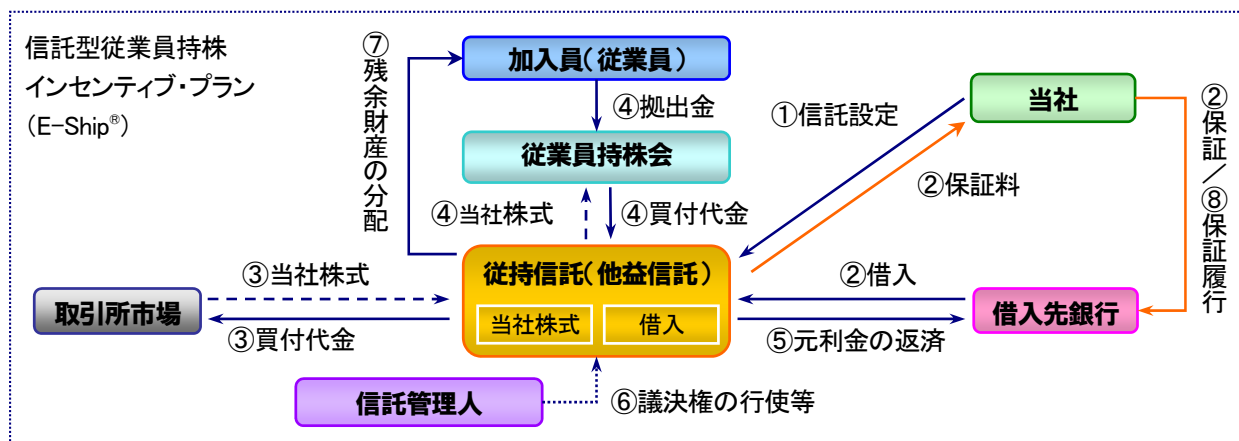 信託型従業員持株
インセンティブ・プラン
（E-Ship®）
⑦残余財産の分配
加入員（従業員）
④拠出金
従業員持株会
④当社株式
④買付代金
①信託設定
②保証料
当社
②保証／⑧保証履行
③当社株式
取引所市場
③買付代金
従持信託（他益信託）
当社株式
借入
②借入
⑤元利金の返済
借入先銀行
信託管理人
⑥議決権の行使等